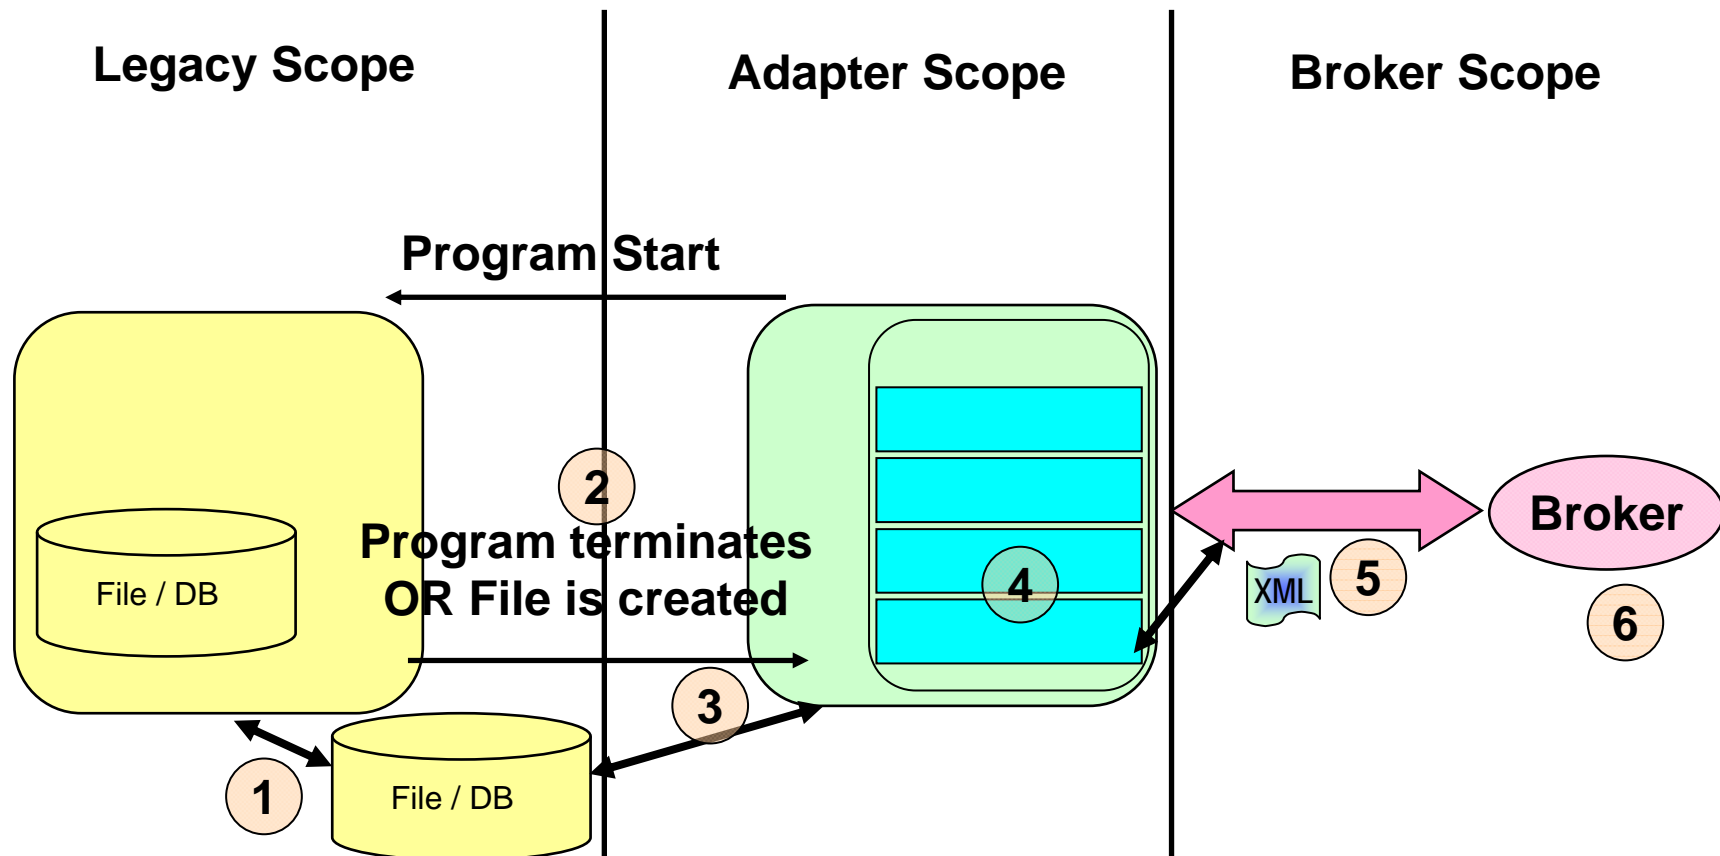 Legacy Scope
Adapter Scope
Broker Scope
Program Start
2
Program terminates
OR File is created
File / DB
4
XML
5
Broker
6
3
1
File / DB